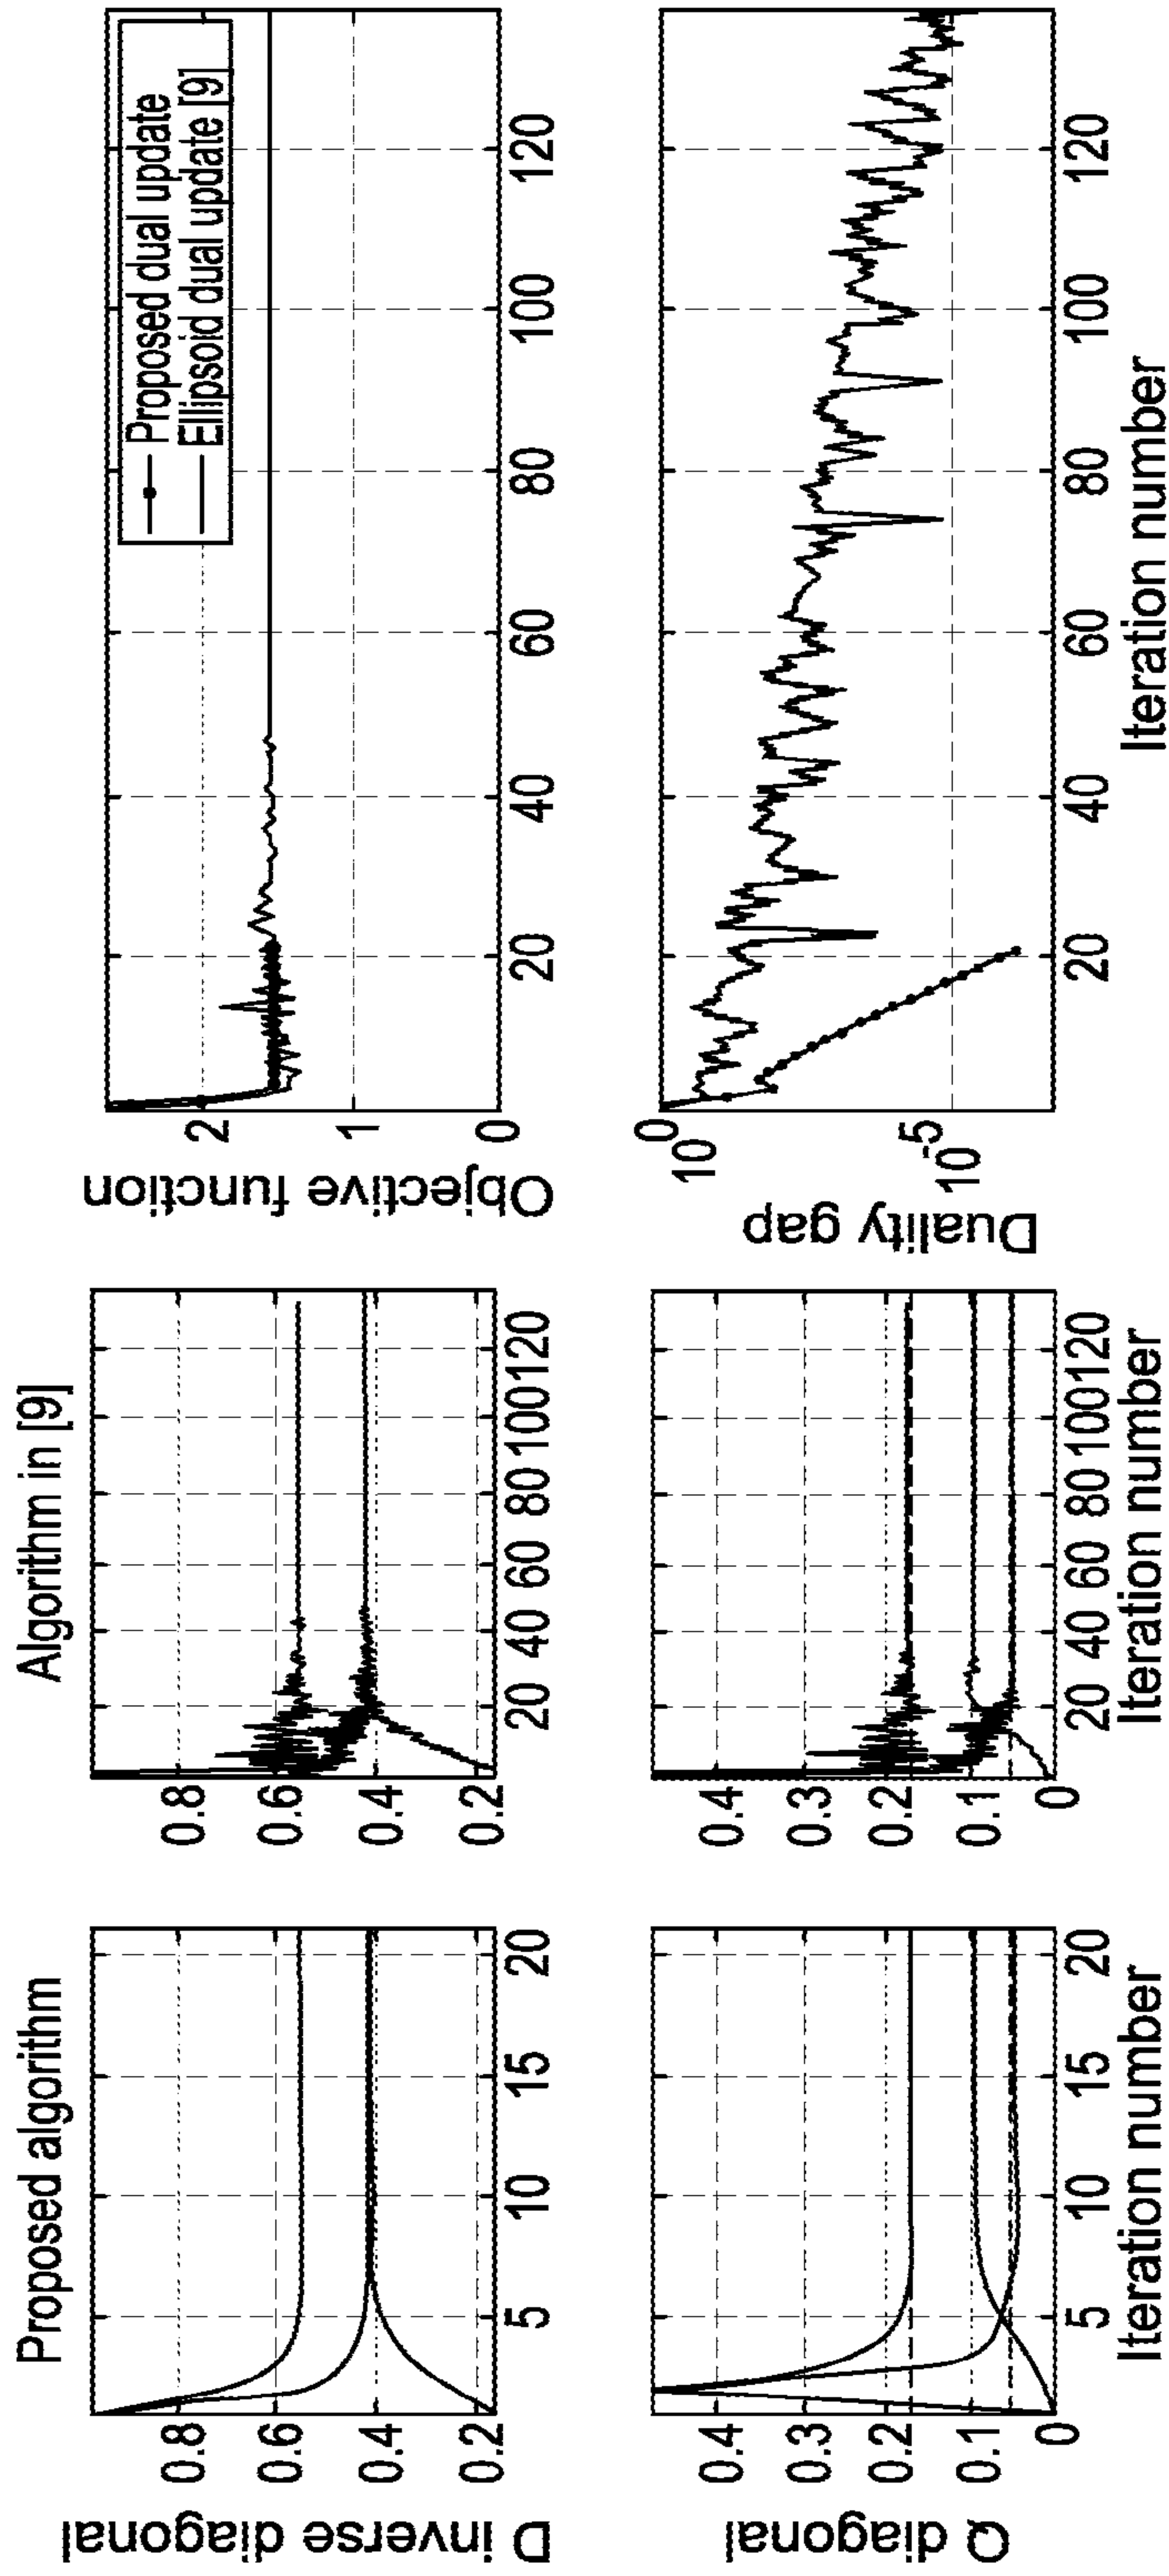 Proposed algorithm
D inverse diagonal
0.8
0.6
0.4
0.2
5 10 15 20
Algorithm in [9]
0.8
0.6
0.4
0.2
20 40 60 80 100 120
Objective function
2
1
0
20 40 60 80 100 120
Proposed dual update
Ellipsoid dual update [9]
Q diagonal
0.4
0.3
0.2
0.1
0
5 10 15 20
Iteration number
0.4
0.3
0.2
0.1
0
20 40 60 80 100 120
Iteration number
Duality gap
10 0
10 -5
20 40 60 80 100 120
Iteration number